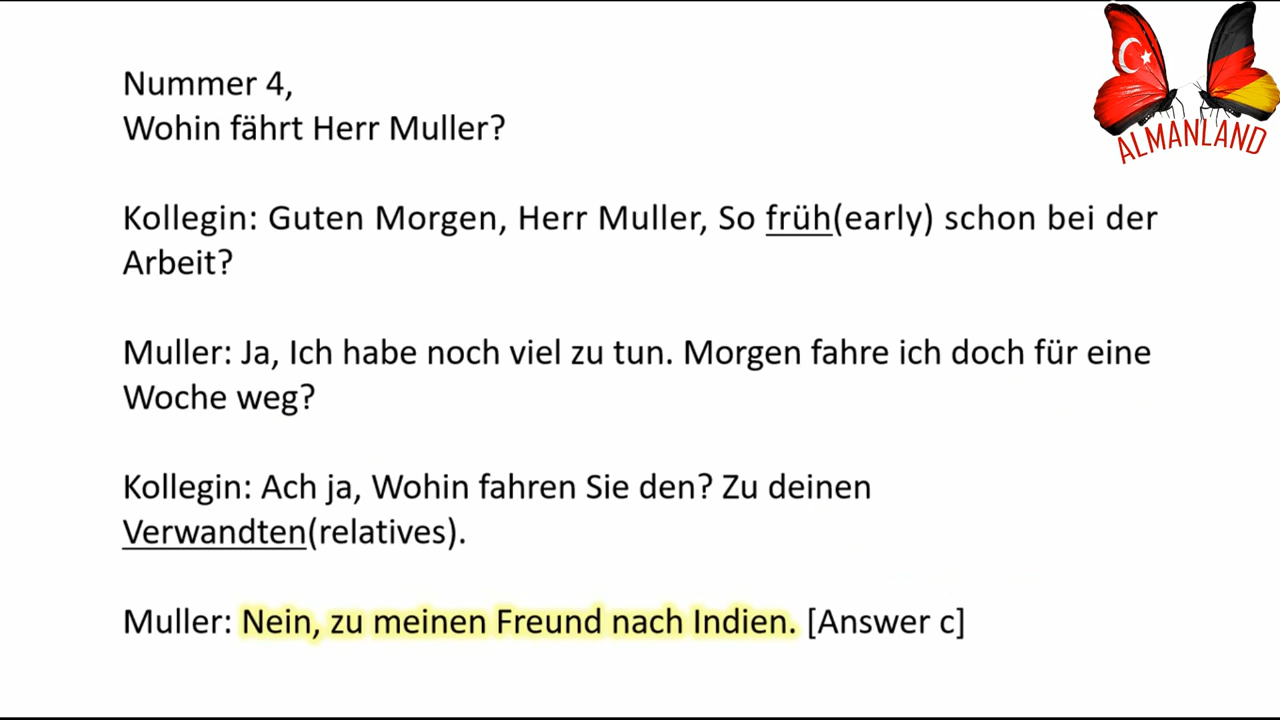 ALMANLAND
Nummer 4,
Wohin fährt Herr Muller?
Kollegin: Guten Morgen, Herr Muller, So früh(early) schon bei der
Arbeit?
Muller: Ja, Ich habe noch viel zu tun. Morgen fahre ich doch für eine
Woche weg?
Kollegin: Ach ja, Wohin fahren Sie den? Zu deinen
Verwandten(relatives).
Muller: Nein, zu meinen Freund nach Indien. [Answer c]